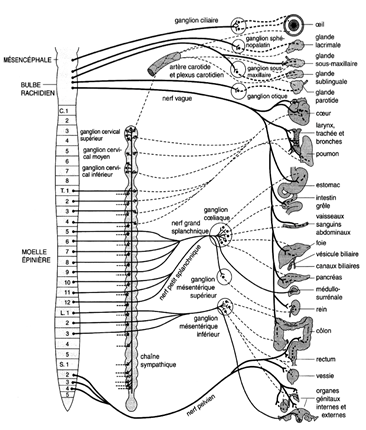 ganglion ciliaire
œil
MÉSENCÉPHALE
ganglion sphé-
nopalatin
glande
lacrimale
artère carotide
et plexus carotidien
ganglion sous-
maxillaire
glande
sous-maxillaire
glande
sublinguale
BULBE
RACHIDIEN
ganglion otique
glande
parotide
nerf vague
C.1
2
3
4
5
6
7
8
T.1
2
3
4
5
6
7
8
9
10
11
12
L.1
2
3
4
5
S.1
2
3
4
5
MOELLE
ÉPINIÈRE
ganglion cervical
supérieur
ganglion cervi-
cal moyen
ganglion cervi-
cal inférieur
cœur
larynx,
trachée et
bronches
poumon
estomac
intestin
grêle
vaisseaux
sanguins
abdominaux
ganglion
cœliaque
nerf grand
splanchnique
nerf petit splanchnique
foie
vésicule biliaire
canaux biliaires
pancréas
médullo-
surrénale
ganglion
mésentérique
supérieur
rein
ganglion
mésentérique
inférieur
côlon
chaîne
sympathique
rectum
vessie
nerf pelvien
organes
génitaux
internes et
externes